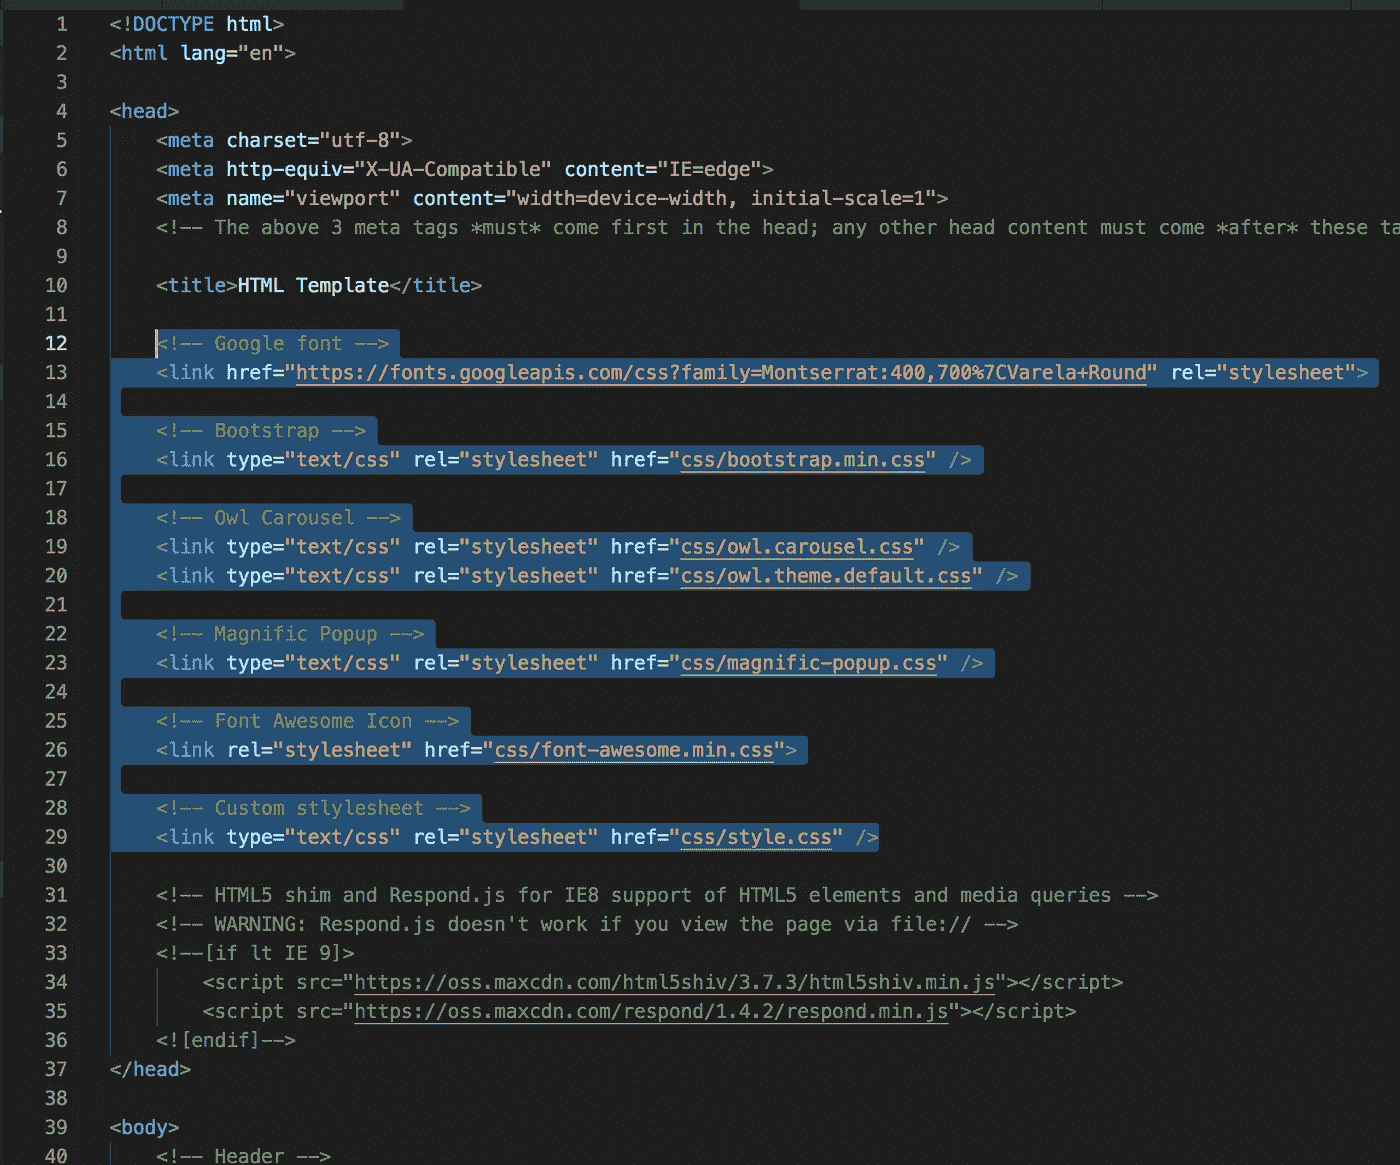 1 <!DOCTYPE html>
2 <html lang="en">
3
4 <head>
5 <meta charset="utf-8">
6 <meta http-equiv="X-UA-Compatible" content="IE=edge">
7 <meta name="viewport" content="width=device-width, initial-scale=1">
8 <!-- The above 3 meta tags *must* come first in the head; any other head content must come *after* these
9
10 <title>HTML Template</title>
11
12 <!-- Google font -->
13 <link href="https://fonts.googleapis.com/css?family=Montserrat:400,700%7CVarela+Round" rel="stylesheet">
14
15 <!-- Bootstrap -->
16 <link type="text/css" rel="stylesheet" href="css/bootstrap.min.css" />
17
18 <!-- Owl Carousel -->
19 <link type="text/css" rel="stylesheet" href="css/owl.carousel.css" />
20 <link type="text/css" rel="stylesheet" href="css/owl.theme.default.css" />
21
22 <!-- Magnific Popup -->
23 <link type="text/css" rel="stylesheet" href="css/magnific-popup.css" />
24
25 <!-- Font Awesome Icon -->
26 <link rel="stylesheet" href="css/font-awesome.min.css">
27
28 <!-- Custom stlylesheet -->
29 <link type="text/css" rel="stylesheet" href="css/style.css" />
30
31 <!-- HTML5 shim and Respond.js for IE8 support of HTML5 elements and media queries -->
32 <!-- WARNING: Respond.js doesn't work if you view the page via file:// -->
33 <!--[if lt IE 9]>
34 <script src="https://oss.maxcdn.com/html5shiv/3.7.3/html5shiv.min.js"></script>
35 <script src="https://oss.maxcdn.com/respond/1.4.2/respond.min.js"></script>
36 <![endif]-->
37 </head>
38
39 <body>
40 <!-- Header -->